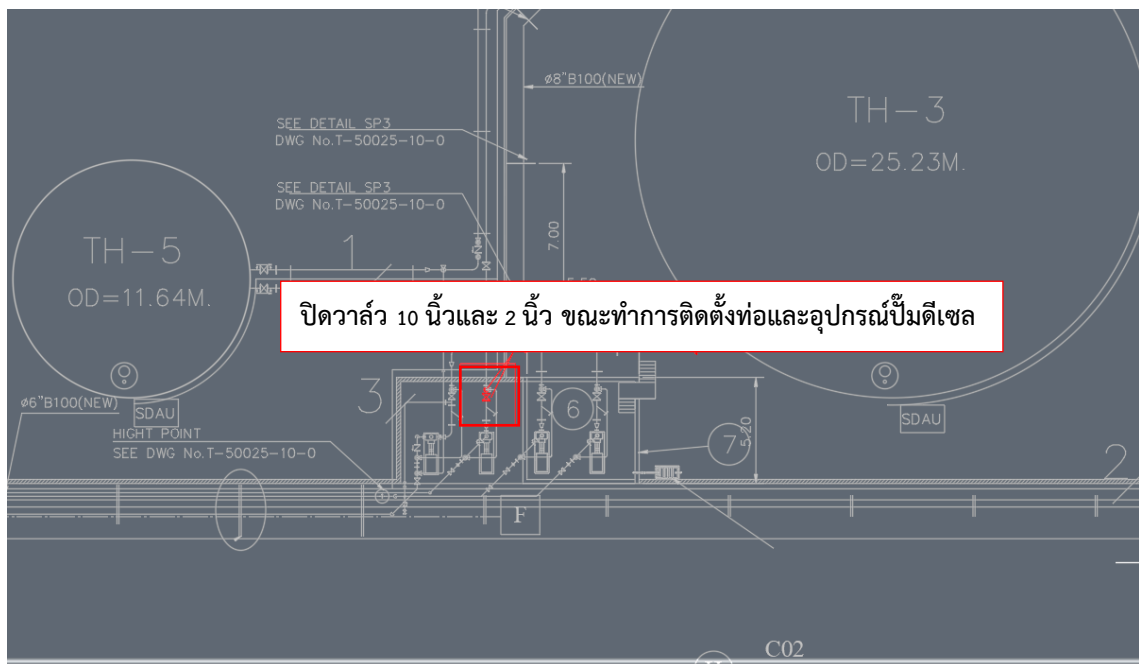 ø8"B100(NEW)
TH-3
OD=25.23M.
SEE DETAIL SP3
DWG No.T-50025-10-0
SEE DETAIL SP3
DWG No.T-50025-10-0
7.00
1
TH-5
OD=11.64M.
ปิดวาล์ว 10 นิ้วและ 2 นิ้ว ขณะทำการติดตั้งท่อและอุปกรณ์ปั๊มดีเซล
3
6
ø6"B100(NEW)
SDAU
SDAU
HIGHT POINT
SEE DWG No.T-50025-10-0
7
5.20
2
F
C02